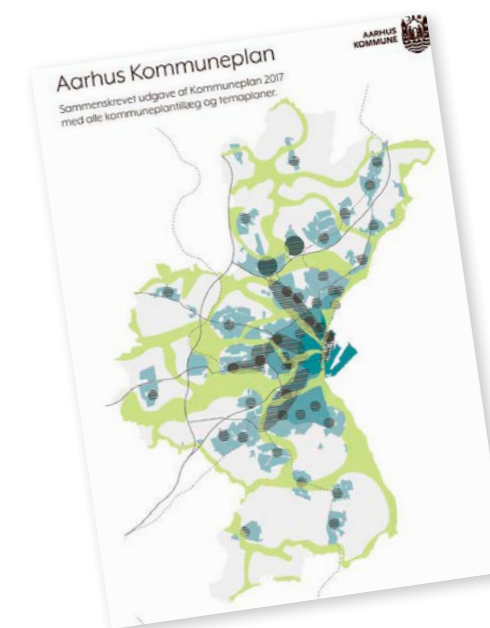 Aarhus Kommuneplan
Sammenskrevet udgave af Kommuneplan 2017
med alle kommuneplantillæg og temaplaner.
AARHUS
KOMMUNE